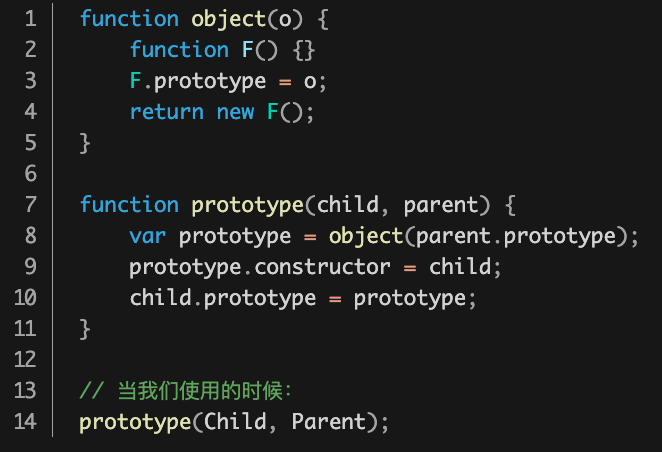 1 function object(o) {
2     function F() {}
3     F.prototype = o;
4     return new F();
5 }
6
7 function prototype(child, parent) {
8     var prototype = object(parent.prototype);
9     prototype.constructor = child;
10     child.prototype = prototype;
11 }
12
13 // 当我们使用的时候：
14 prototype(Child, Parent);